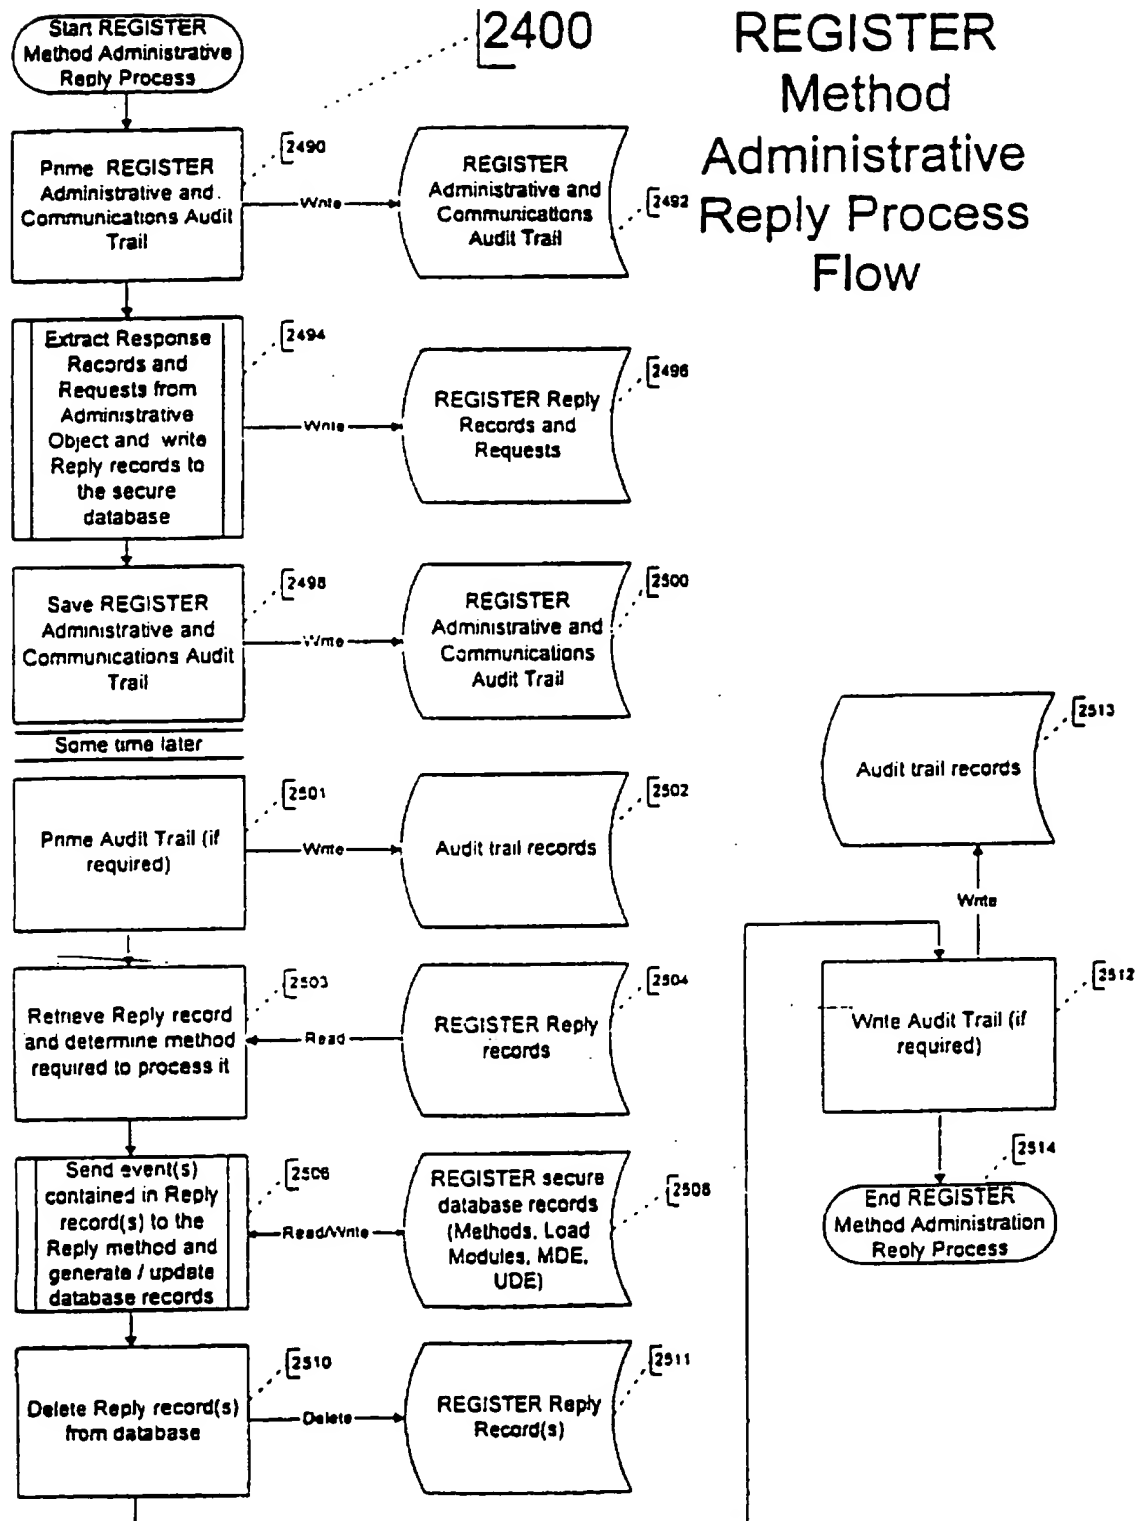 Start REGISTER
Method Administrative
Reply Process
2400
REGISTER
Method
Administrative
Reply Process
Flow
Prime REGISTER
Administrative and
Communications Audit
Trail
2490
Write
REGISTER
Administrative and
Communications
Audit Trail
2492
Extract Response
Records and
Requests from
Administrative
Object and write
Reply records to
the secure
database
2494
Write
REGISTER Reply
Records and
Requests
2496
Save REGISTER
Administrative and
Communications Audit
Trail
2498
Write
REGISTER
Administrative and
Communications
Audit Trail
2500
Some time later
Prime Audit Trail (if
required)
2501
Write
Audit trail records
2502
Retrieve Reply record
and determine method
required to process it
2503
Read
REGISTER Reply
records
2504
Send event(s)
contained in Reply
record(s) to the
Reply method and
generate / update
database records
2506
Read/Write
REGISTER secure
database records
(Methods, Load
Modules, MDE,
UDE)
2508
Delete Reply record(s)
from database
2510
Delete
REGISTER Reply
Record(s)
2511
Audit trail records
2513
Write
Write Audit Trail (if
required)
2512
2514
End REGISTER
Method Administration
Reply Process